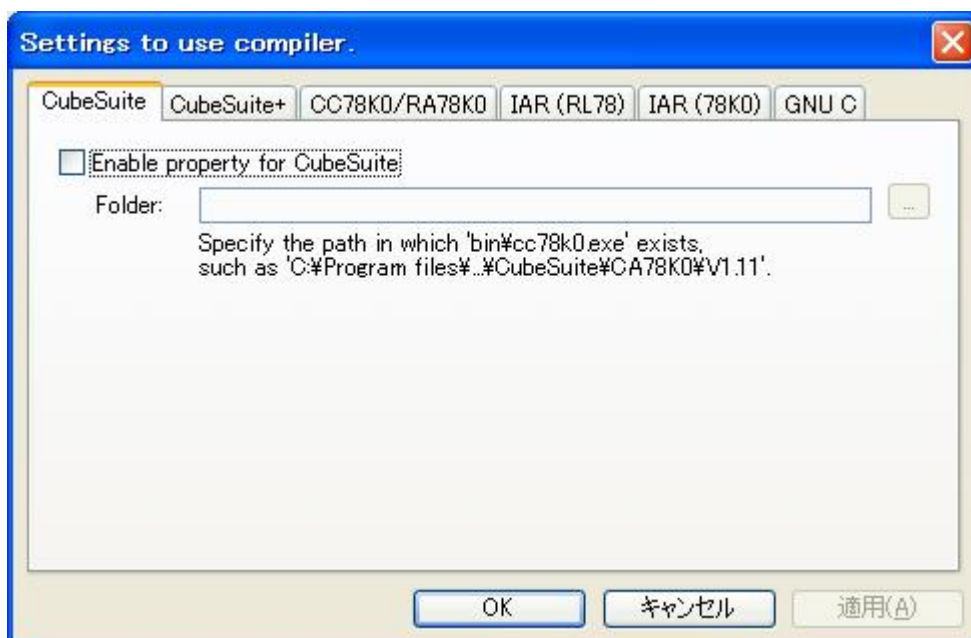 Settings to use compiler.
CubeSuite CubeSuite+ CC78K0/RA78K0 IAR (RL78) IAR (78K0) GNU C
Enable property for CubeSuite
Folder: ...
Specify the path in which 'bin¥cc78k0.exe' exists,
such as 'C:¥Program files¥...¥CubeSuite¥CA78K0¥V1.11'.
OK キャンセル 適用(A)